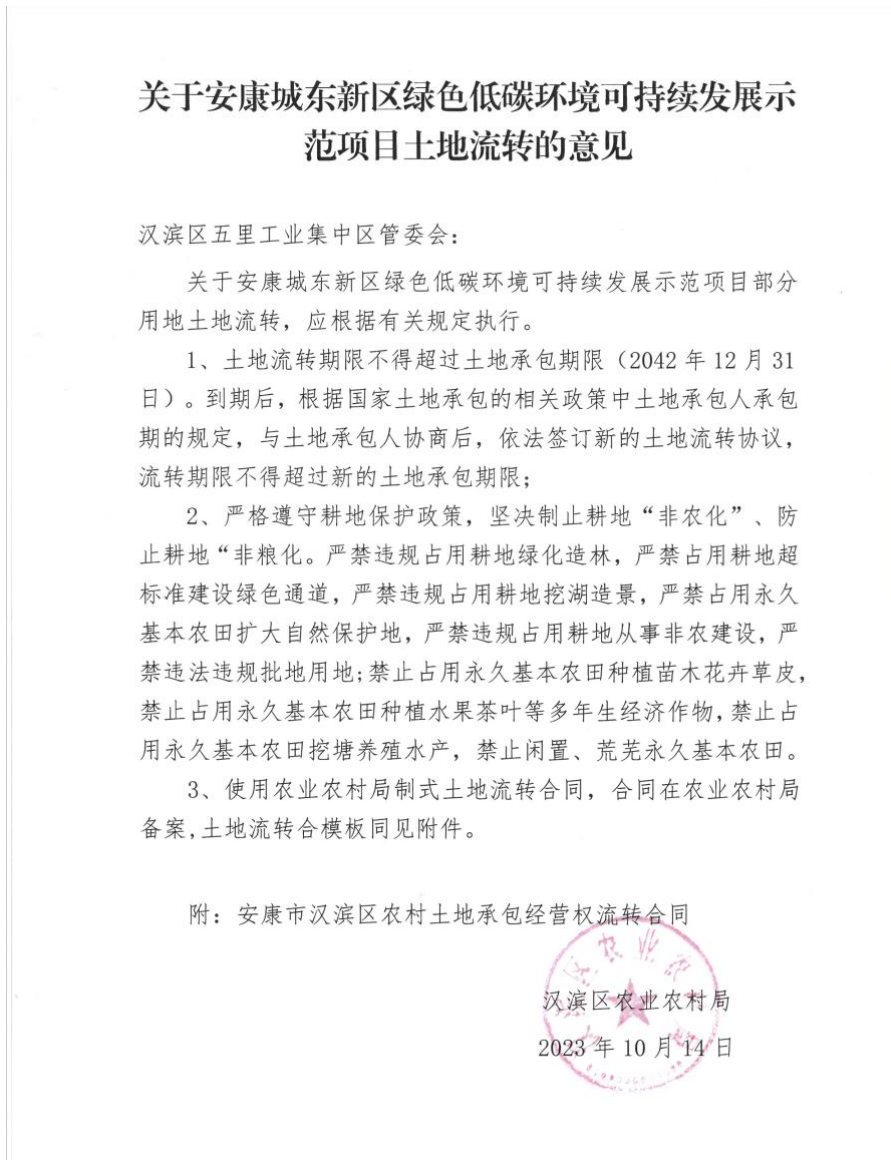 关于安康城东新区绿色低碳环境可持续发展示
范项目土地流转的意见
汉滨区五里工业集中区管委会：
关于安康城东新区绿色低碳环境可持续发展示范项目部分
用地土地流转，应根据有关规定执行。
1、土地流转期限不得超过土地承包期限（2042 年 12 月 31
日）。到期后，根据国家土地承包的相关政策中土地承包人承包
期的规定，与土地承包人协商后，依法签订新的土地流转协议，
流转期限不得超过新的土地承包期限；
2、严格遵守耕地保护政策，坚决制止耕地“非农化”、防
止耕地“非粮化。严禁违规占用耕地绿化造林，严禁占用耕地超
标准建设绿色通道，严禁违规占用耕地挖湖造景，严禁占用永久
基本农田扩大自然保护地，严禁违规占用耕地从事非农建设，严
禁违法违规批地用地;禁止占用永久基本农田种植苗木花卉草皮，
禁止占用永久基本农田种植水果茶叶等多年生经济作物，禁止占
用永久基本农田挖塘养殖水产，禁止闲置、荒芜永久基本农田。
3、使用农业农村局制式土地流转合同，合同在农业农村局
备案,土地流转合模板同见附件。
附：安康市汉滨区农村土地承包经营权流转合同
汉滨区农业农村局
2023 年 10 月 14 日